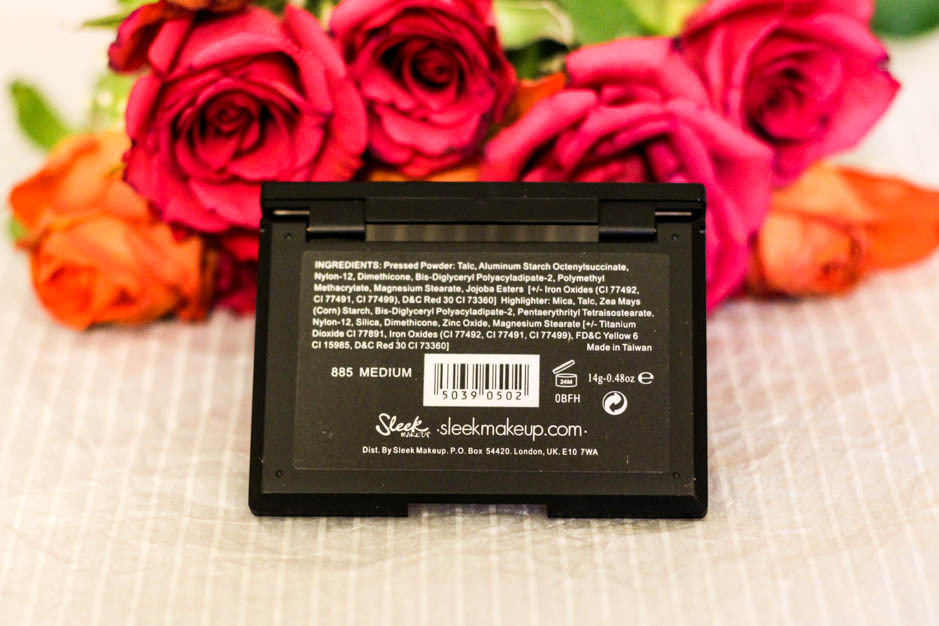 INGREDIENTS: Pressed Powder: Talc, Aluminum Starch Octenylsuccinate,
Nylon-12, Dimethicone, Bis-Diglyceryl Polyacyladipate-2, Polymethyl
Methacrylate, Magnesium Stearate, Jojoba Esters [+/- Iron Oxides (CI 77492,
CI 77491, CI 77499), D&C Red 30 CI 73360] Highlighter: Mica, Talc, Zea Mays
(Corn) Starch, Bis-Diglyceryl Polyacyladipate-2, Pentaerythrityl Tetraisostearate,
Nylon-12, Silica, Dimethicone, Zinc Oxide, Magnesium Stearate [+/- Titanium
Dioxide CI 77891, Iron Oxides (CI 77492, CI 77491, CI 77499), FD&C Yellow 6
CI 15985, D&C Red 30 CI 73360] Made in Taiwan
885 MEDIUM
50390502
24M
0BFH
14g-0.48oz ℮
Sleek
MAKEUP
·sleekmakeup.com·
Dist. By Sleek Makeup. P.O. Box 54420. London, UK. E10 7WA